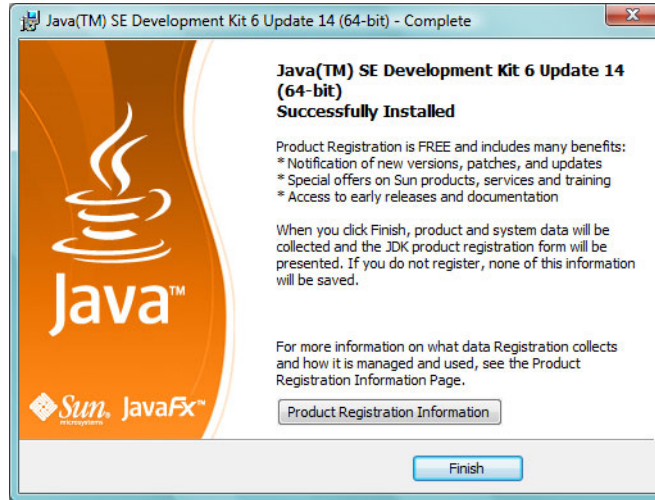 Java(TM) SE Development Kit 6 Update 14 (64-bit) - Complete
Java(TM) SE Development Kit 6 Update 14
(64-bit)
Successfully Installed
Product Registration is FREE and includes many benefits:
* Notification of new versions, patches, and updates
* Special offers on Sun products, services and training
* Access to early releases and documentation
When you click Finish, product and system data will be
collected and the JDK product registration form will be
presented. If you do not register, none of this information
will be saved.
Java™
For more information on what data Registration collects
and how it is managed and used, see the Product
Registration Information Page.
Sun microsystems JavaFX™
Product Registration Information
Finish